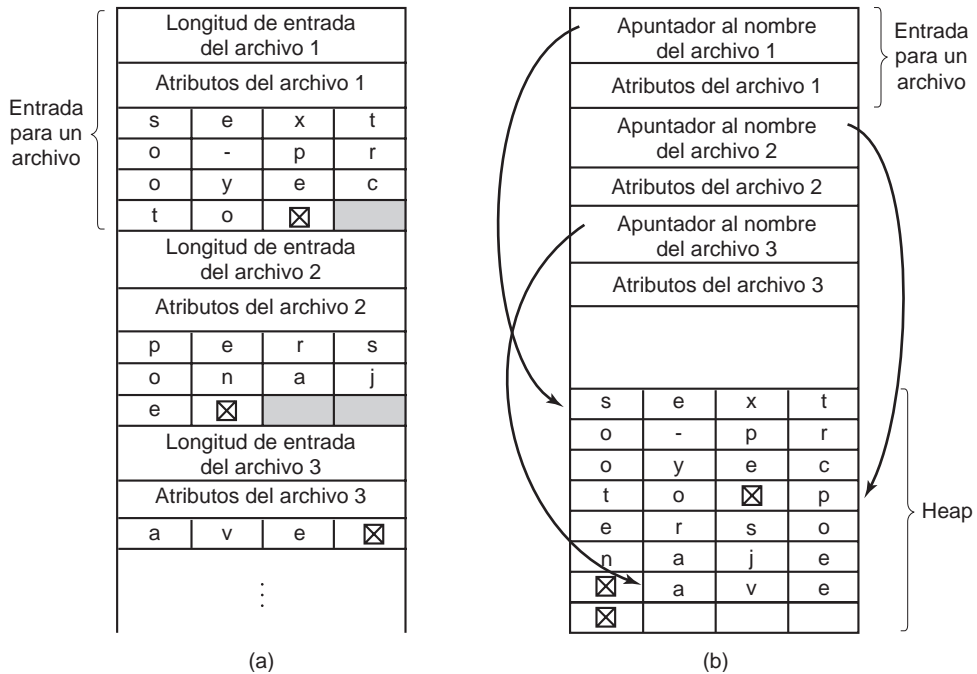 Longitud de entrada
del archivo 1
Atributos del archivo 1
Entrada
para un
archivo
s e x t
o - p r
o y e c
t o ☒
Longitud de entrada
del archivo 2
Atributos del archivo 2
p e r s
o n a j
e ☒
Longitud de entrada
del archivo 3
Atributos del archivo 3
a v e ☒
⋮
(a)
Apuntador al nombre
del archivo 1
Atributos del archivo 1
Entrada
para un
archivo
Apuntador al nombre
del archivo 2
Atributos del archivo 2
Apuntador al nombre
del archivo 3
Atributos del archivo 3
s e x t
o - p r
o y e c
t o ☒ p
e r s o
n a j e
☒ a v e
☒
Heap
(b)